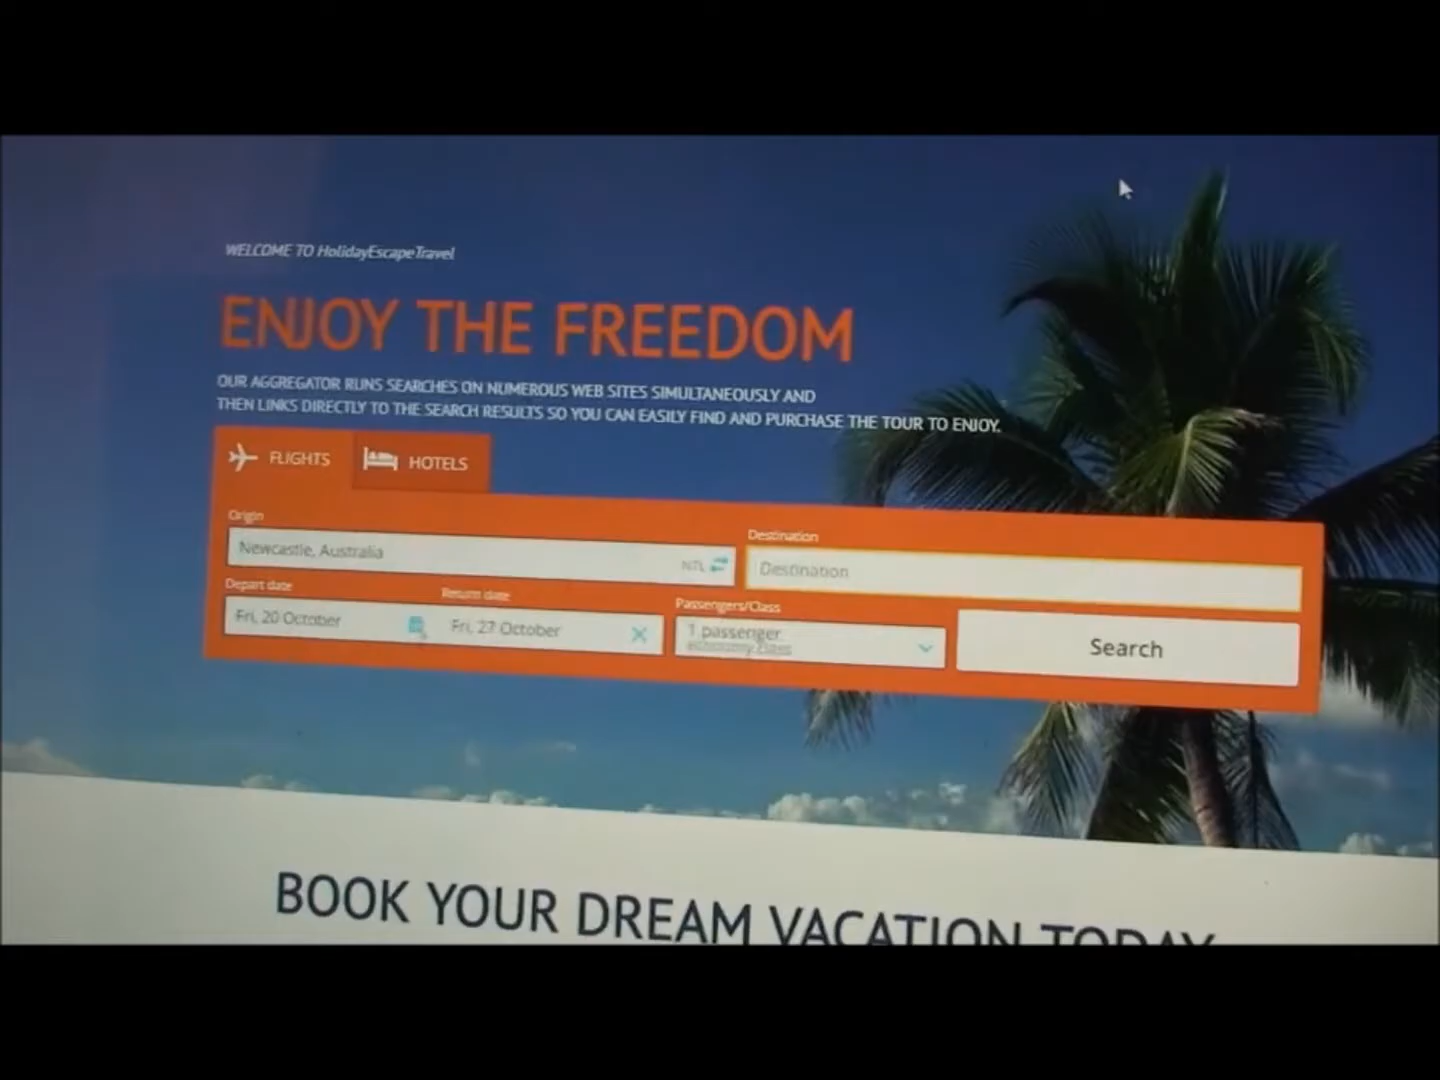 WELCOME TO HolidayEscapeTravel
ENJOY THE FREEDOM
OUR AGGREGATOR RUNS SEARCHES ON NUMEROUS WEB SITES SIMULTANEOUSLY AND
THEN LINKS DIRECTLY TO THE SEARCH RESULTS SO YOU CAN EASILY FIND AND PURCHASE THE TOUR TO ENJOY.
FLIGHTS HOTELS
Origin
Newcastle, Australia NTL
Destination
Destination
Depart date Return date
Fri, 20 October Fri, 27 October
Passengers/Class
1 passenger
economy class
Search
BOOK YOUR DREAM VACATION TODAY